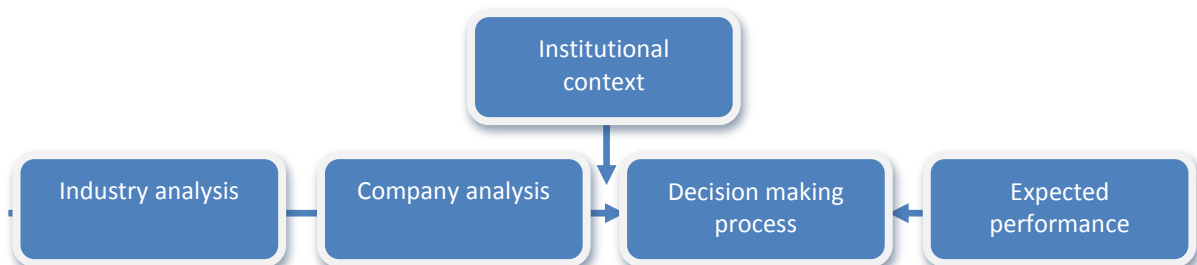 Institutional
context
Industry analysis
Company analysis
Decision making
process
Expected
performance